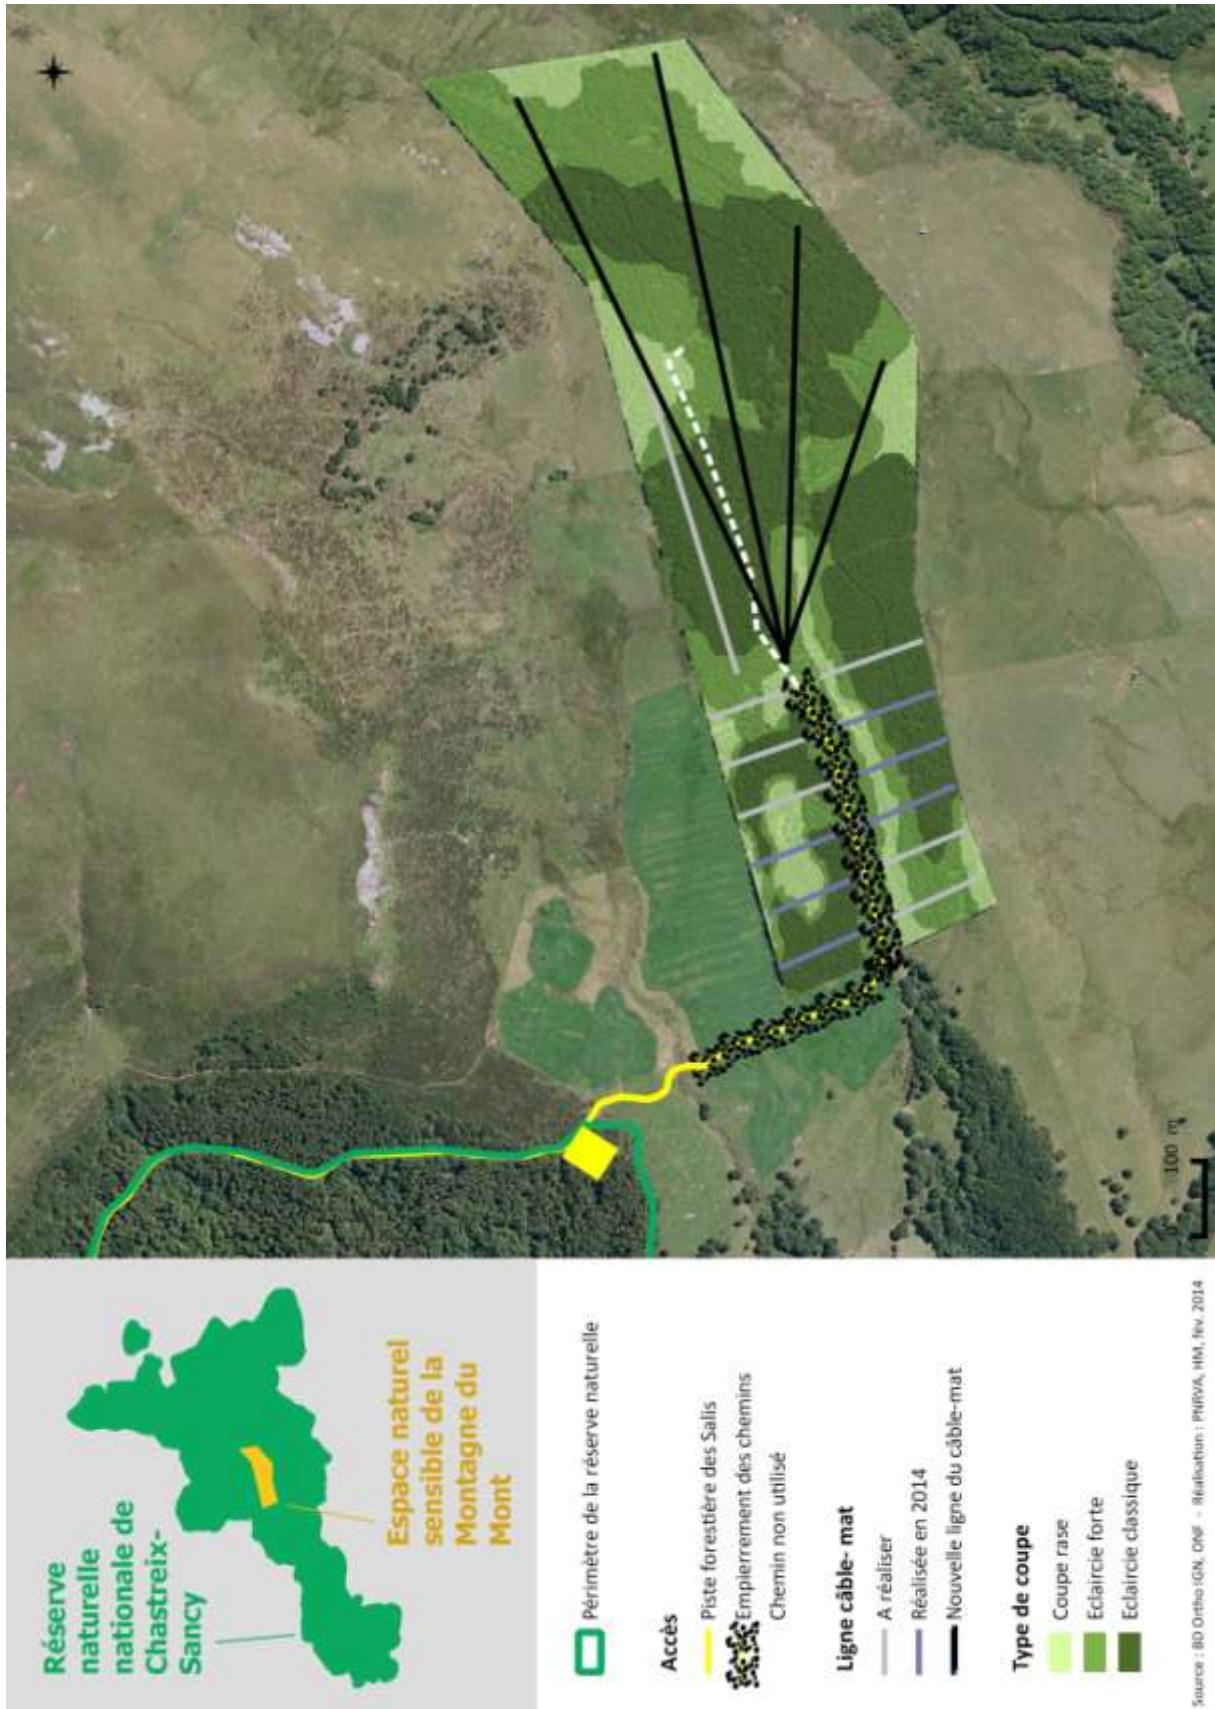 Réserve
naturelle
nationale de
Chastreix-
Sancy
Espace naturel
sensible de la
Montagne du
Mont
Périmètre de la réserve naturelle
Accès
Piste forestière des Salis
Empierrement des chemins
Chemin non utilisé
Ligne câble- mat
A réaliser
Réalisée en 2014
Nouvelle ligne du câble-mat
Type de coupe
Coupe rase
Eclaircie forte
Eclaircie classique
Source : BD Ortho IGN, ONF - Réalisation : PNRVA, HM, fév. 2014
100 m